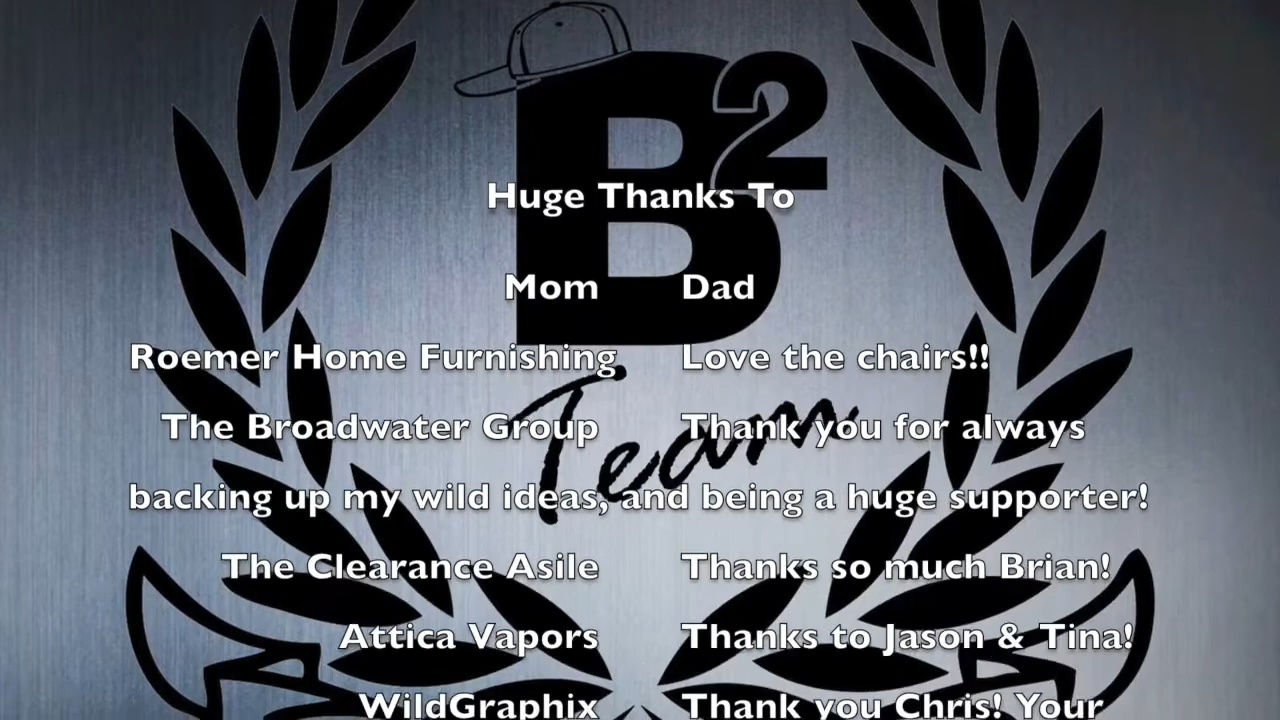 B2
Huge Thanks To
Mom Dad
Roemer Home Furnishing Love the chairs!!
Team
The Broadwater Group Thank you for always
backing up my wild ideas, and being a huge supporter!
The Clearance Asile Thanks so much Brian!
Attica Vapors Thanks to Jason & Tina!
WildGraphix Thank you Chris! Your